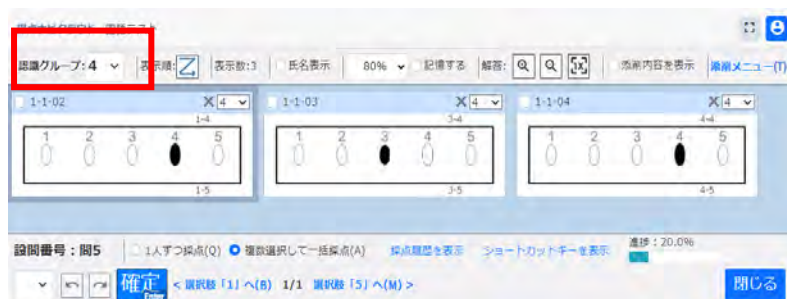 認識グループ:4 表示順: 表示数:3 氏名表示 80% 記憶する 解答: 添削内容を表示 添削メニュー(T)
1-1-02 4 1-1-03 4 1-1-04 4
1-4 3-4 4-4
1 2 3 4 5 1 2 3 4 5 1 2 3 4 5
1-5 3-5 4-5
設問番号:問5 1人ずつ採点(Q) 複数選択して一括採点(A) 採点履歴を表示 ショートカットキーを表示 進捗:20.0%
確定 Enter < 選択肢「1」へ(B) 1/1 選択肢「5」へ(M) > 閉じる